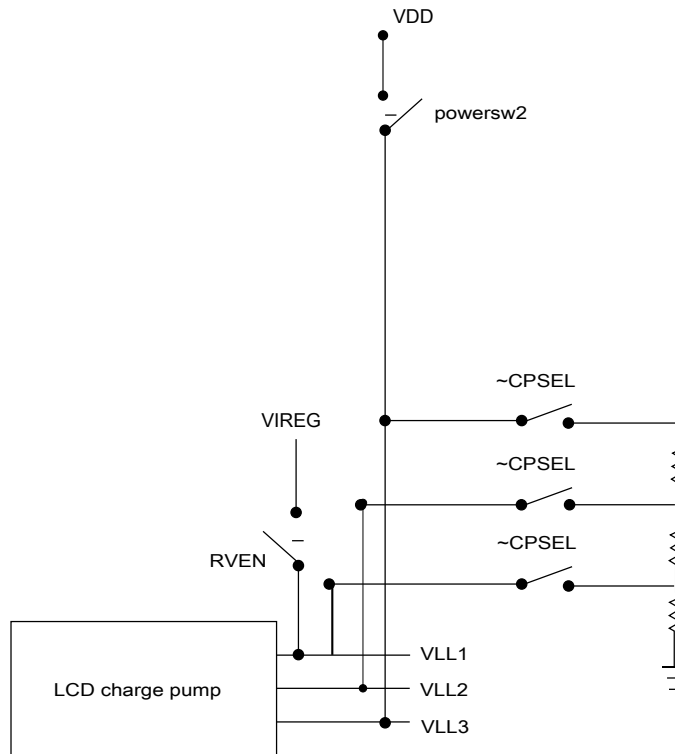 VDD
powersw2
~CPSEL
VIREG
~CPSEL
~CPSEL
RVEN
VLL1
LCD charge pump
VLL2
VLL3